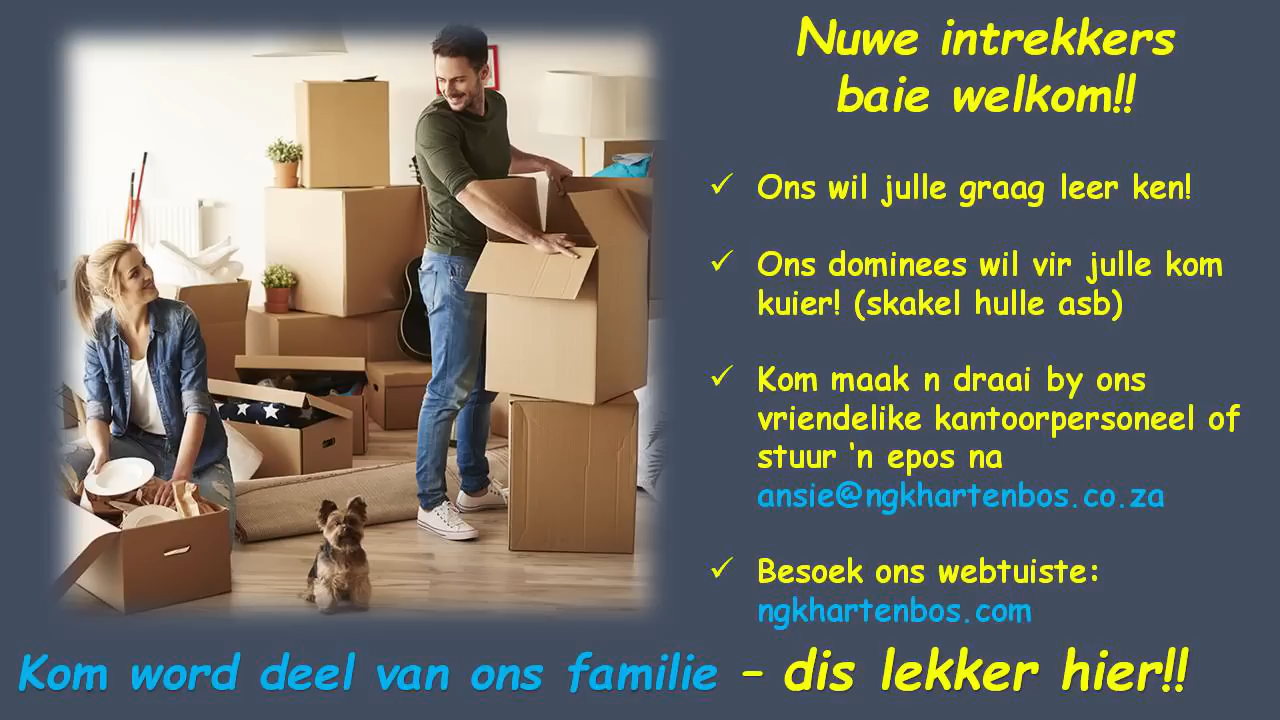 Nuwe intrekkers
baie welkom!!
✓ Ons wil julle graag leer ken!
✓ Ons dominees wil vir julle kom
kuier! (skakel hulle asb)
✓ Kom maak n draai by ons
vriendelike kantoorpersoneel of
stuur ‘n epos na
ansie@ngkhartenbos.co.za
✓ Besoek ons webtuiste:
ngkhartenbos.com
Kom word deel van ons familie – dis lekker hier!!